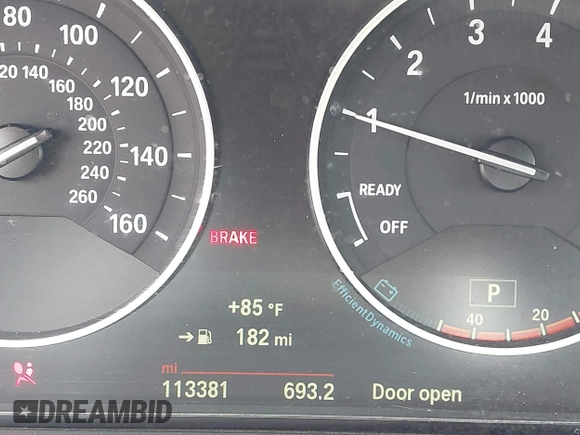 80
100
120
140
160
120 140
160
180
200
220
240
260
BRAKE
+85 °F
182 mi
mi
113381 693.2
Door open
1
2
3
4
1/min x 1000
READY
OFF
EfficientDynamics
P
40 20
DREAMBID